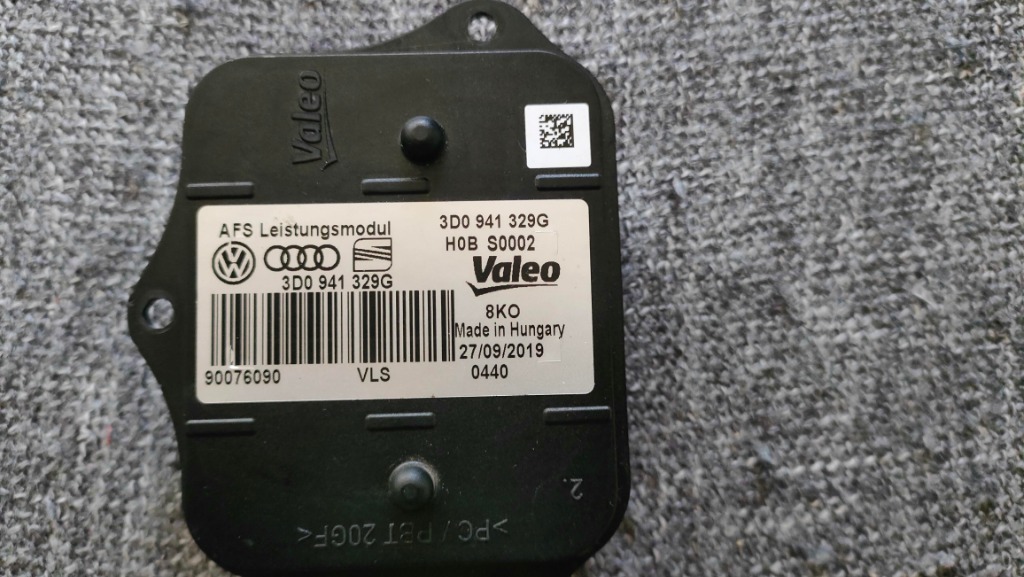 Valeo
AFS Leistungsmodul
3D0 941 329G
3D0 941 329G
H0B S0002
Valeo
8KO
Made in Hungary
27/09/2019
90076090
VLS
0440
2.
>PC / PBT 20GF<